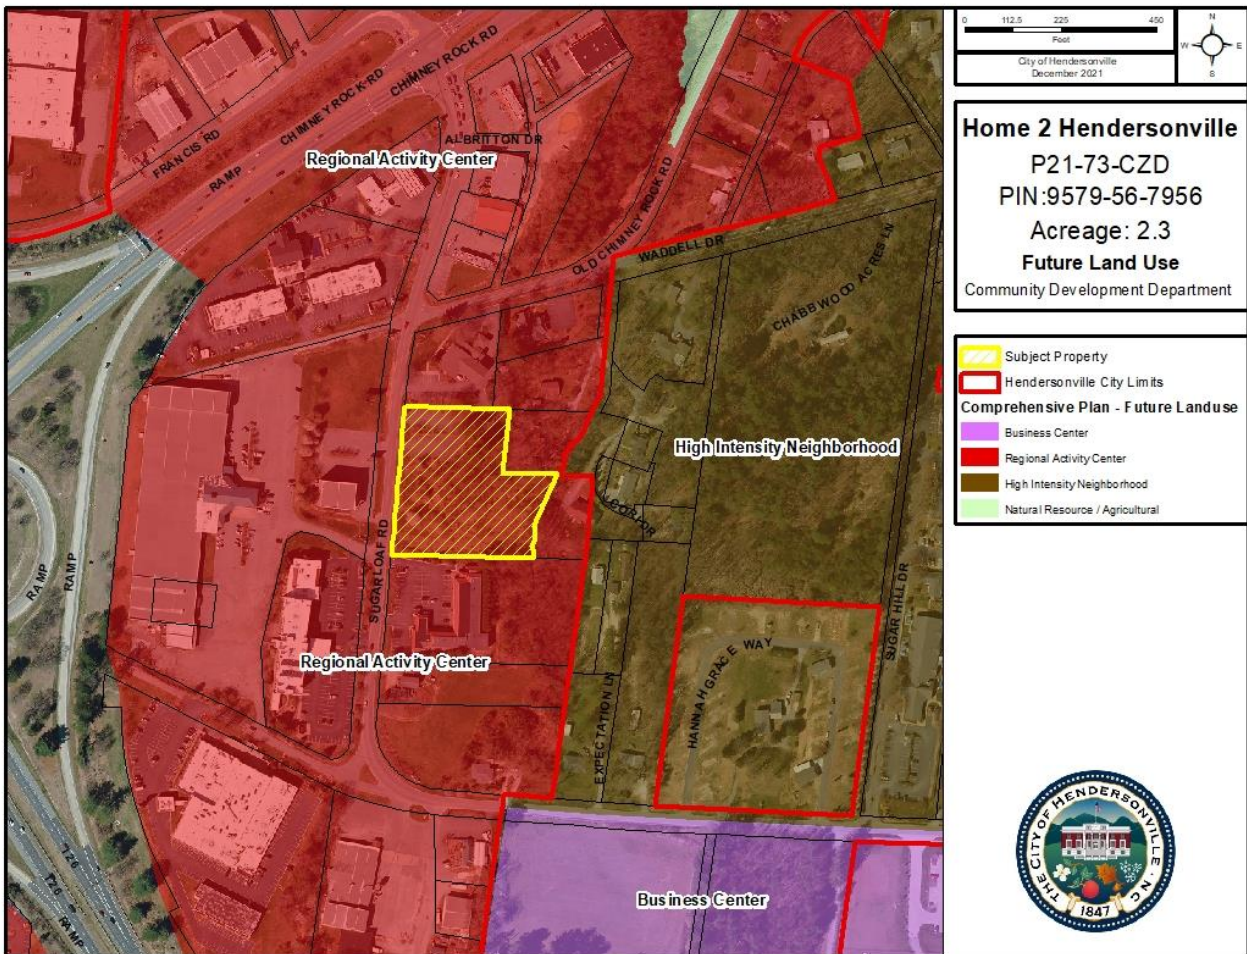 CHIMNEY ROCK RD
CHIMNEY ROCK RD
FRANCIS RD
RAMP
ALBRITTON DR
Regional Activity Center
OLD CHIMNEY ROCK RD
WADDELL DR
CHABBWOOD ACRES LN
High Intensity Neighborhood
SUGARLOAF RD
RAMP
RAMP
Regional Activity Center
HANNAH GRACE WAY
SUGAR HILL DR
EXPECTATION LN
I26
I26
RAMP
Business Center
0 112.5 225 450
Feet
City of Hendersonville
December 2021
N
W E
S
Home 2 Hendersonville
P21-73-CZD
PIN:9579-56-7956
Acreage: 2.3
Future Land Use
Community Development Department
Subject Property
Hendersonville City Limits
Comprehensive Plan - Future Landuse
Business Center
Regional Activity Center
High Intensity Neighborhood
Natural Resource / Agricultural
THE CITY OF HENDERSONVILLE · N.C.
1847